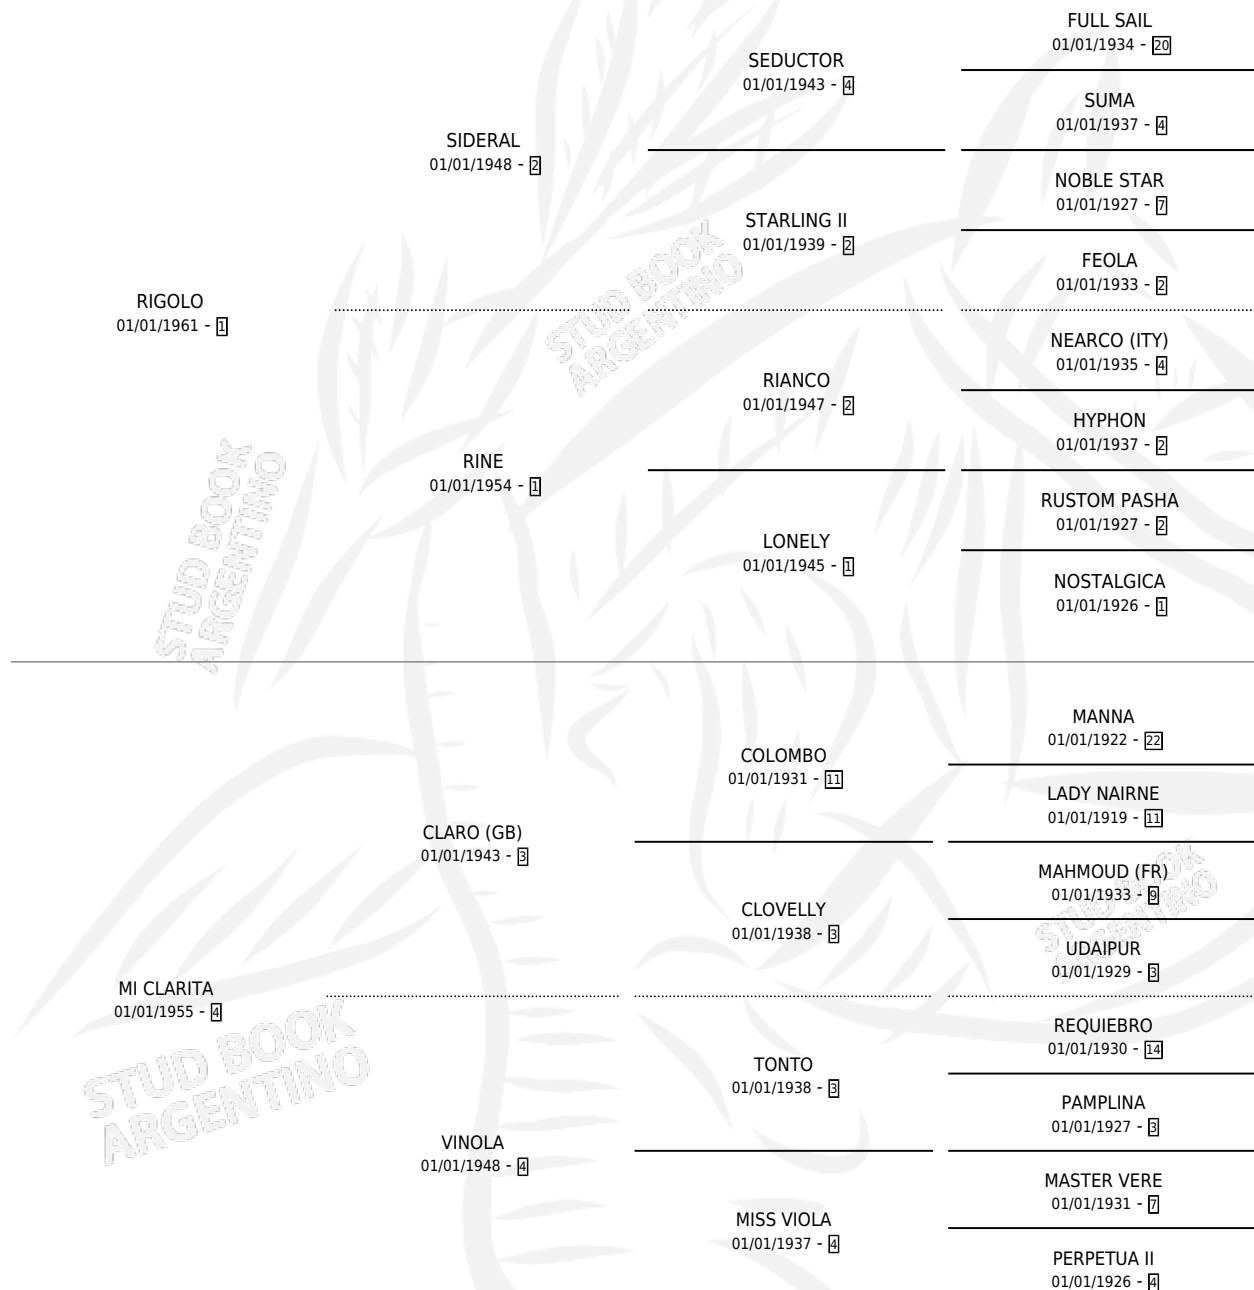 FULL SAIL
01/01/1934 - 20
SEDUCTOR
01/01/1943 - 4
SUMA
01/01/1937 - 4
SIDERAL
01/01/1948 - 2
NOBLE STAR
01/01/1927 - 7
STARLING II
01/01/1939 - 2
FEOLA
01/01/1933 - 2
RIGOLO
01/01/1961 - 1
NEARCO (ITY)
01/01/1935 - 4
RIANCO
01/01/1947 - 2
HYPHON
01/01/1937 - 2
RINE
01/01/1954 - 1
RUSTOM PASHA
01/01/1927 - 2
LONELY
01/01/1945 - 1
NOSTALGICA
01/01/1926 - 1
STUD BOOK
ARGENTINO
STUD BOOK
ARGENTINO
MANNA
01/01/1922 - 22
COLOMBO
01/01/1931 - 11
LADY NAIRNE
01/01/1919 - 11
CLARO (GB)
01/01/1943 - 3
MAHMOUD (FR)
01/01/1933 - 9
CLOVELLY
01/01/1938 - 3
UDAIPUR
01/01/1929 - 3
MI CLARITA
01/01/1955 - 4
REQUIEBRO
01/01/1930 - 14
TONTO
01/01/1938 - 3
PAMPLINA
01/01/1927 - 3
VINOLA
01/01/1948 - 4
MASTER VERE
01/01/1931 - 7
MISS VIOLA
01/01/1937 - 4
PERPETUA II
01/01/1926 - 4
STUD BOOK
ARGENTINO
STUD BOOK
ARGENTINO